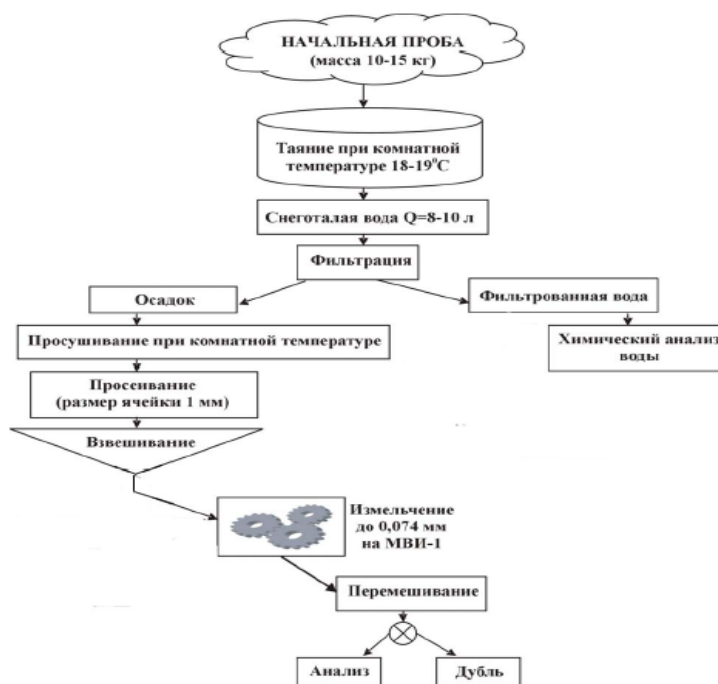 НАЧАЛЬНАЯ ПРОБА
(масса 10-15 кг)
Таяние при комнатной
температуре 18-19⁰С
Снеготалая вода Q=8-10 л
Фильтрация
Осадок
Фильтрованная вода
Просушивание при комнатной температуре
Химический анализ
воды
Просеивание
(размер ячейки 1 мм)
Взвешивание
Измельчение
до 0,074 мм
на МВИ-1
Перемешивание
Анализ
Дубль